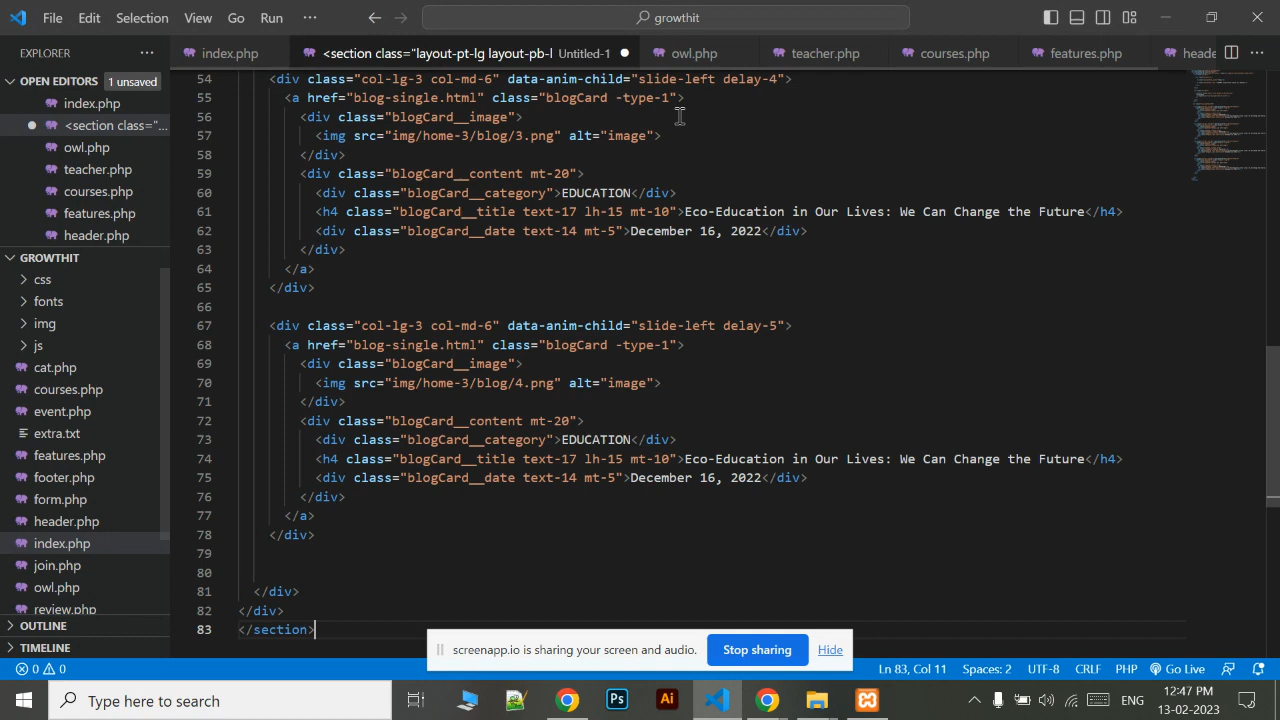 File Edit Selection View Go Run ··· growthit
EXPLORER ···
index.php <section class="layout-pt-lg layout-pb-l Untitled-1 owl.php teacher.php courses.php features.php heade ···
OPEN EDITORS 1 unsaved
index.php
<section class="...
owl.php
teacher.php
courses.php
features.php
header.php
GROWTHIT
css
fonts
img
js
cat.php
courses.php
event.php
extra.txt
features.php
footer.php
form.php
header.php
index.php
join.php
owl.php
review.php
OUTLINE
TIMELINE
54 <div class="col-lg-3 col-md-6" data-anim-child="slide-left delay-4">
55 <a href="blog-single.html" class="blogCard -type-1">
56 <div class="blogCard__image">
57 <img src="img/home-3/blog/3.png" alt="image">
58 </div>
59 <div class="blogCard__content mt-20">
60 <div class="blogCard__category">EDUCATION</div>
61 <h4 class="blogCard__title text-17 lh-15 mt-10">Eco-Education in Our Lives: We Can Change the Future</h4>
62 <div class="blogCard__date text-14 mt-5">December 16, 2022</div>
63 </div>
64 </a>
65 </div>
66
67 <div class="col-lg-3 col-md-6" data-anim-child="slide-left delay-5">
68 <a href="blog-single.html" class="blogCard -type-1">
69 <div class="blogCard__image">
70 <img src="img/home-3/blog/4.png" alt="image">
71 </div>
72 <div class="blogCard__content mt-20">
73 <div class="blogCard__category">EDUCATION</div>
74 <h4 class="blogCard__title text-17 lh-15 mt-10">Eco-Education in Our Lives: We Can Change the Future</h4>
75 <div class="blogCard__date text-14 mt-5">December 16, 2022</div>
76 </div>
77 </a>
78 </div>
79
80
81 </div>
82 </div>
83 </section>
screenapp.io is sharing your screen and audio. Stop sharing Hide
0 0 Ln 83, Col 11 Spaces: 2 UTF-8 CRLF PHP Go Live
Type here to search Ps Ai ENG 12:47 PM
13-02-2023